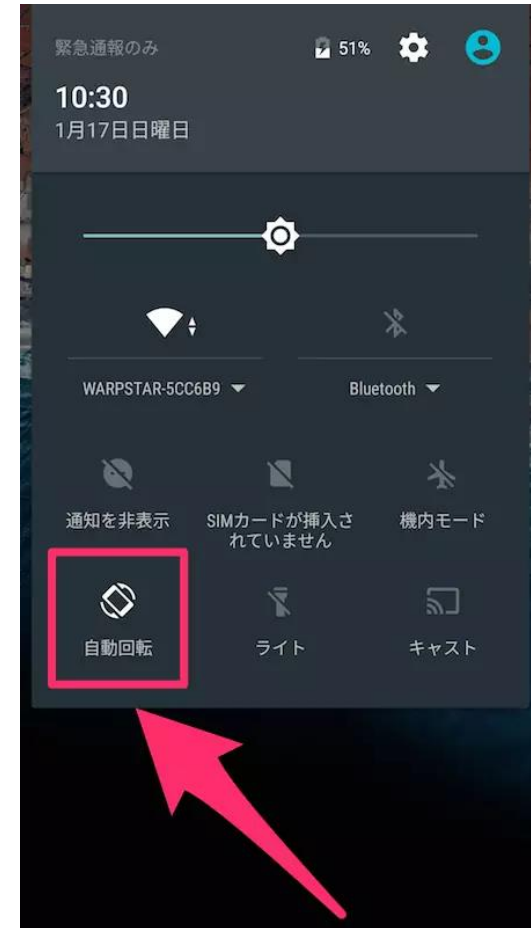 緊急通報のみ 51%
10:30
1月17日日曜日
WARPSTAR-5CC6B9 Bluetooth
通知を非表示 SIMカードが挿入さ 機内モード
れていません
自動回転 ライト キャスト